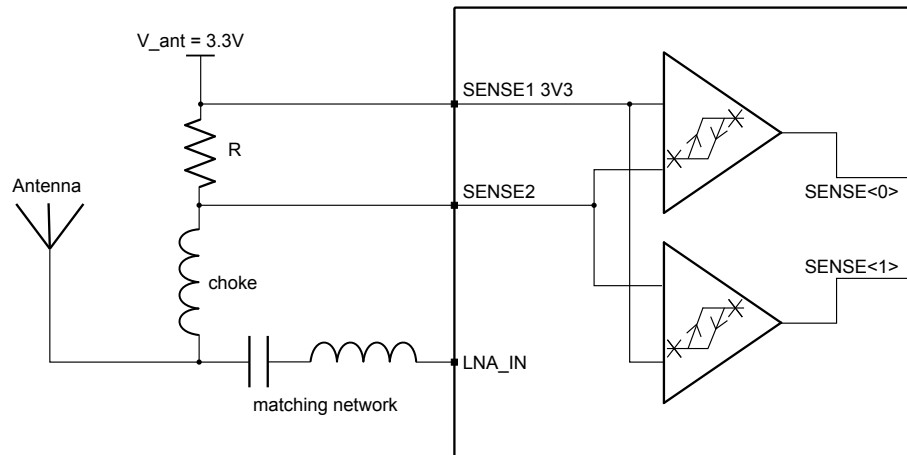 V_ant = 3.3V
SENSE1 3V3
R
SENSE<0>
Antenna
SENSE2
SENSE<1>
choke
LNA_IN
matching network